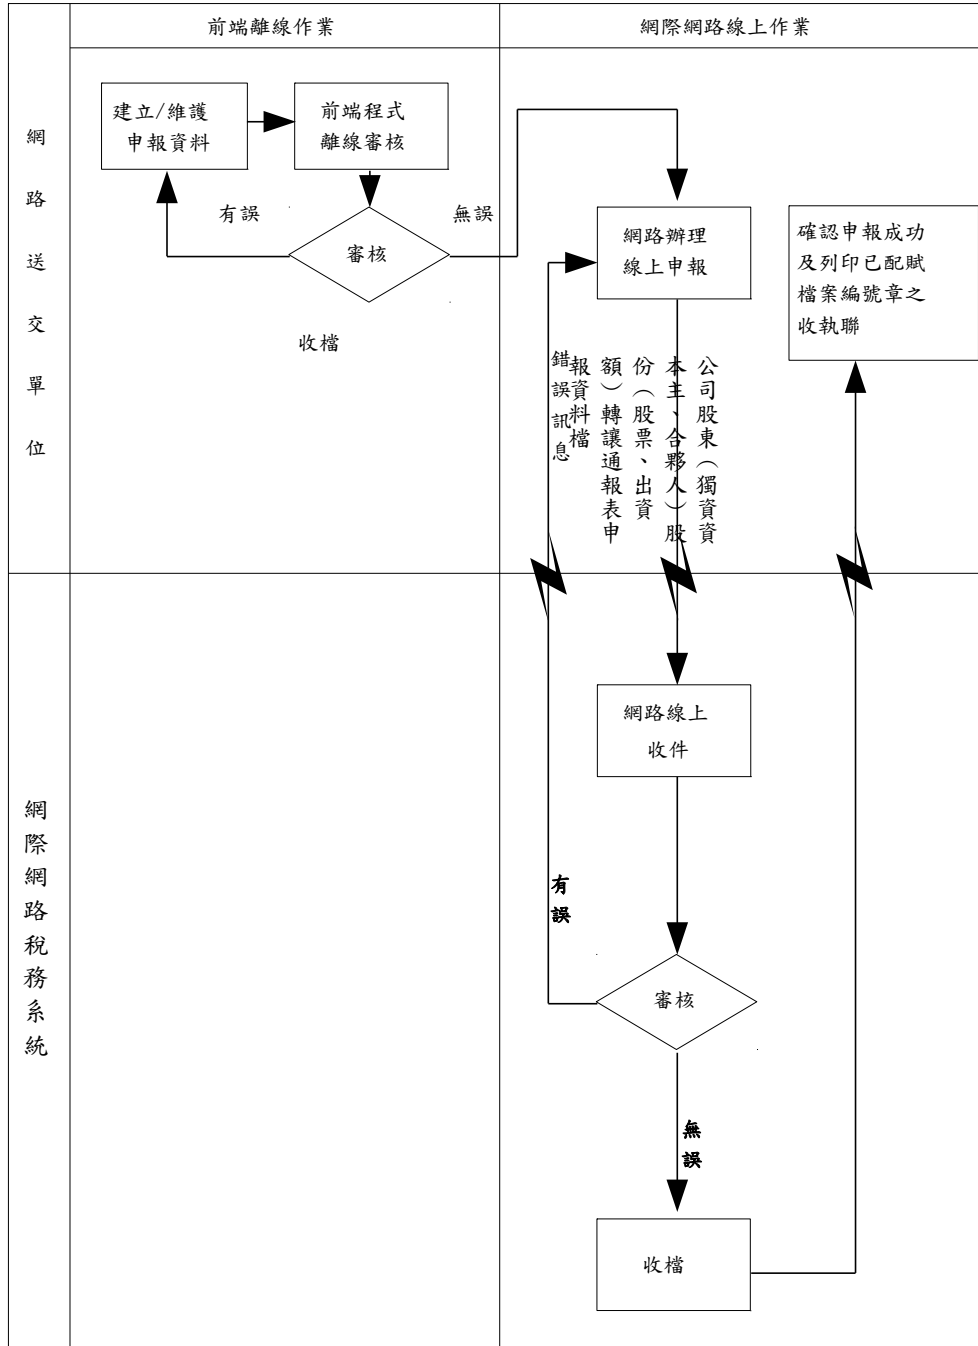 前端離線作業
網際網路線上作業
網路送交單位
建立/維護
申報資料
前端程式
離線審核
有誤
無誤
審核
收檔
網路辦理
線上申報
確認申報成功
及列印已配賦
檔案編號章之
收執聯
錯誤訊息
公司股東（獨資資
本主、合夥人）股
份（股票、出資
額）轉讓通報表申
報資料檔
網際網路稅務系統
網路線上
收件
有誤
審核
無誤
收檔